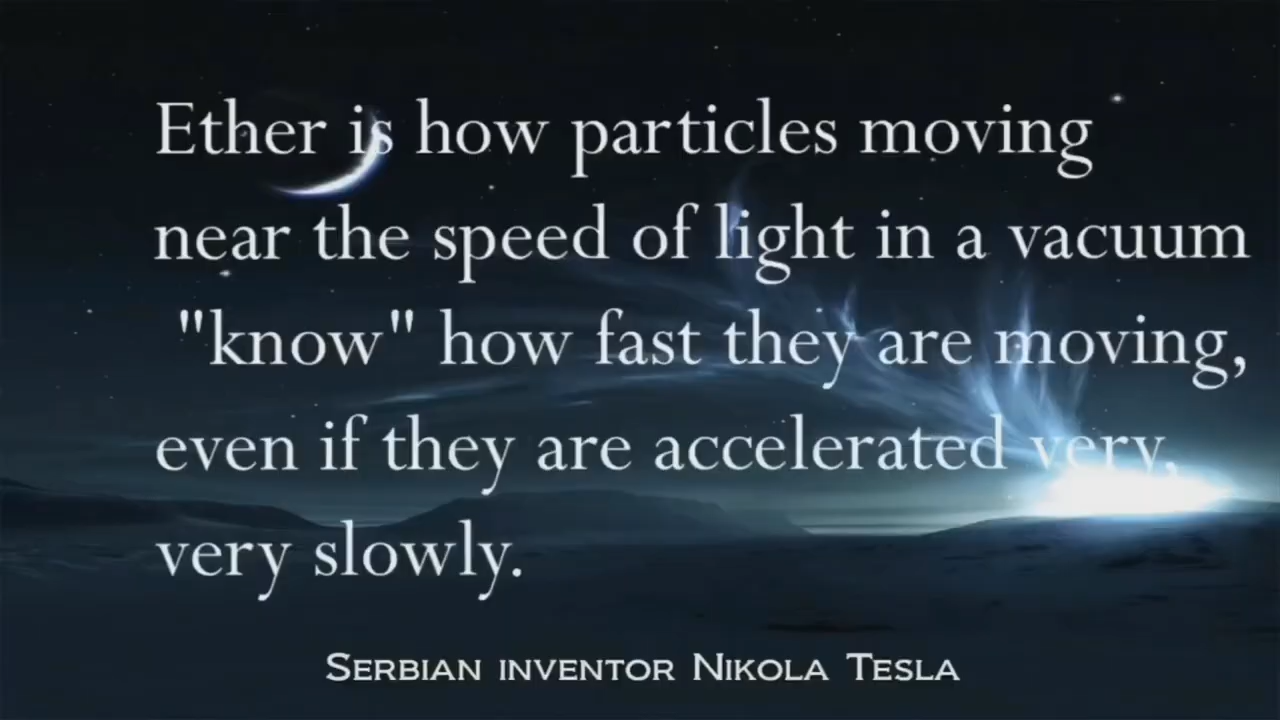 Ether is how particles moving
near the speed of light in a vacuum
"know" how fast they are moving,
even if they are accelerated very,
very slowly.
Serbian inventor Nikola Tesla